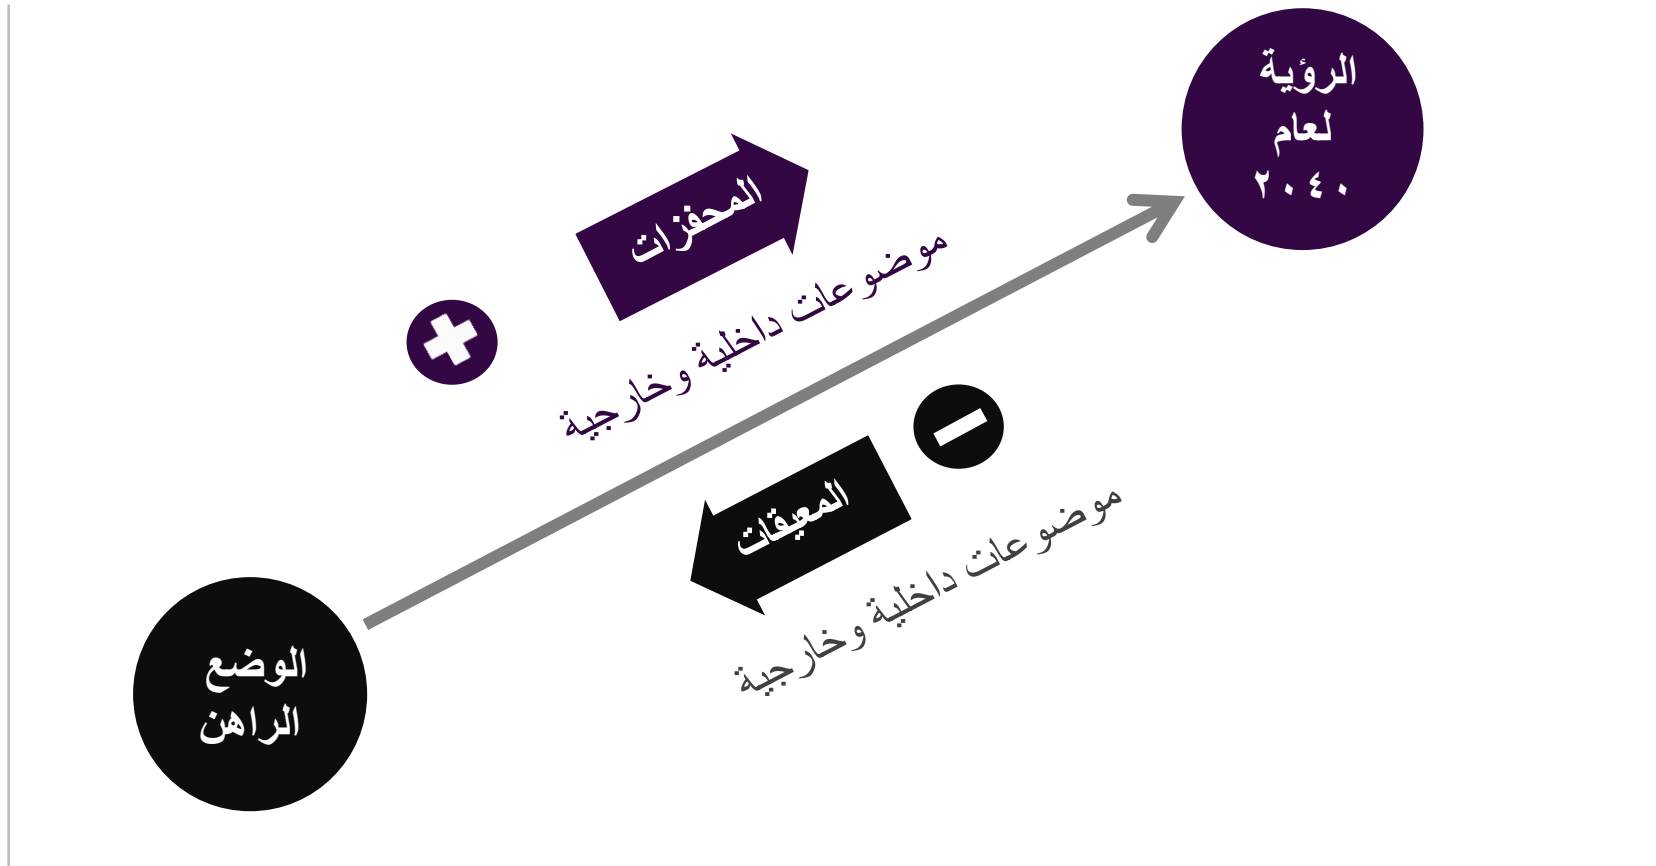 الرؤية
لعام
٢٠٤٠
المحفزات
موضوعات داخلية وخارجية
المعيقات
موضوعات داخلية وخارجية
الوضع
الراهن